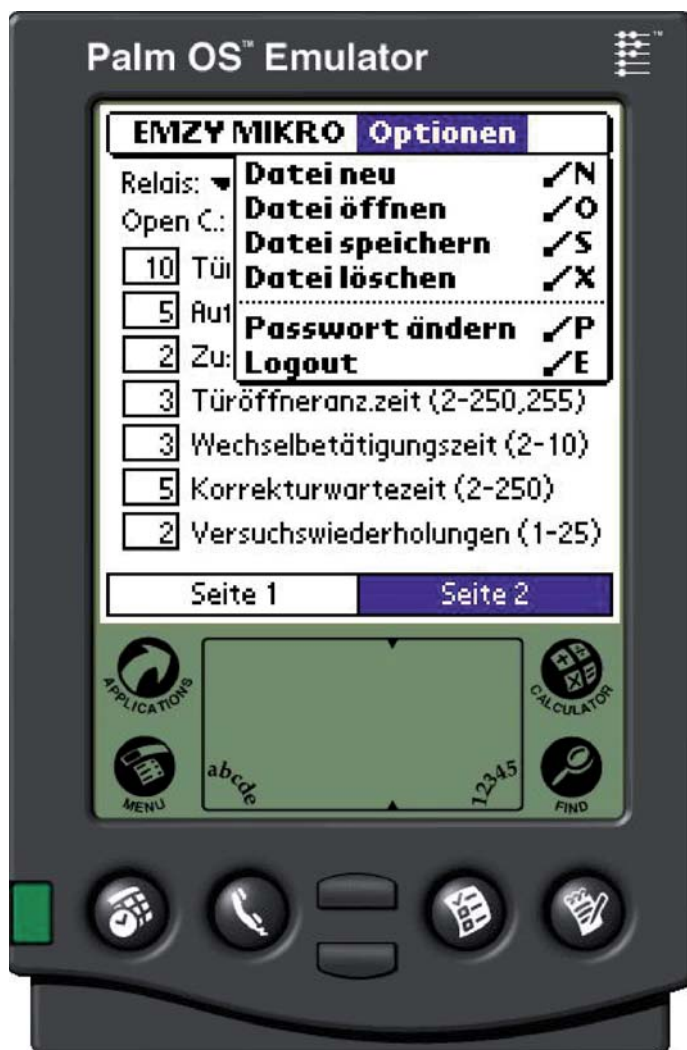 Palm OS™ Emulator
EMZY MIKRO Optionen
Datei neu N
Datei öffnen O
Datei speichern S
Datei löschen X
Passwort ändern P
Logout E
Relais:
Open C.:
10
5
2
3 Türöffneranz.zeit (2-250,255)
3 Wechselbetätigungszeit (2-10)
5 Korrekturwartezeit (2-250)
2 Versuchswiederholungen (1-25)
Seite 1 Seite 2
APPLICATIONS
CALCULATOR
MENU
abcde
12345
FIND